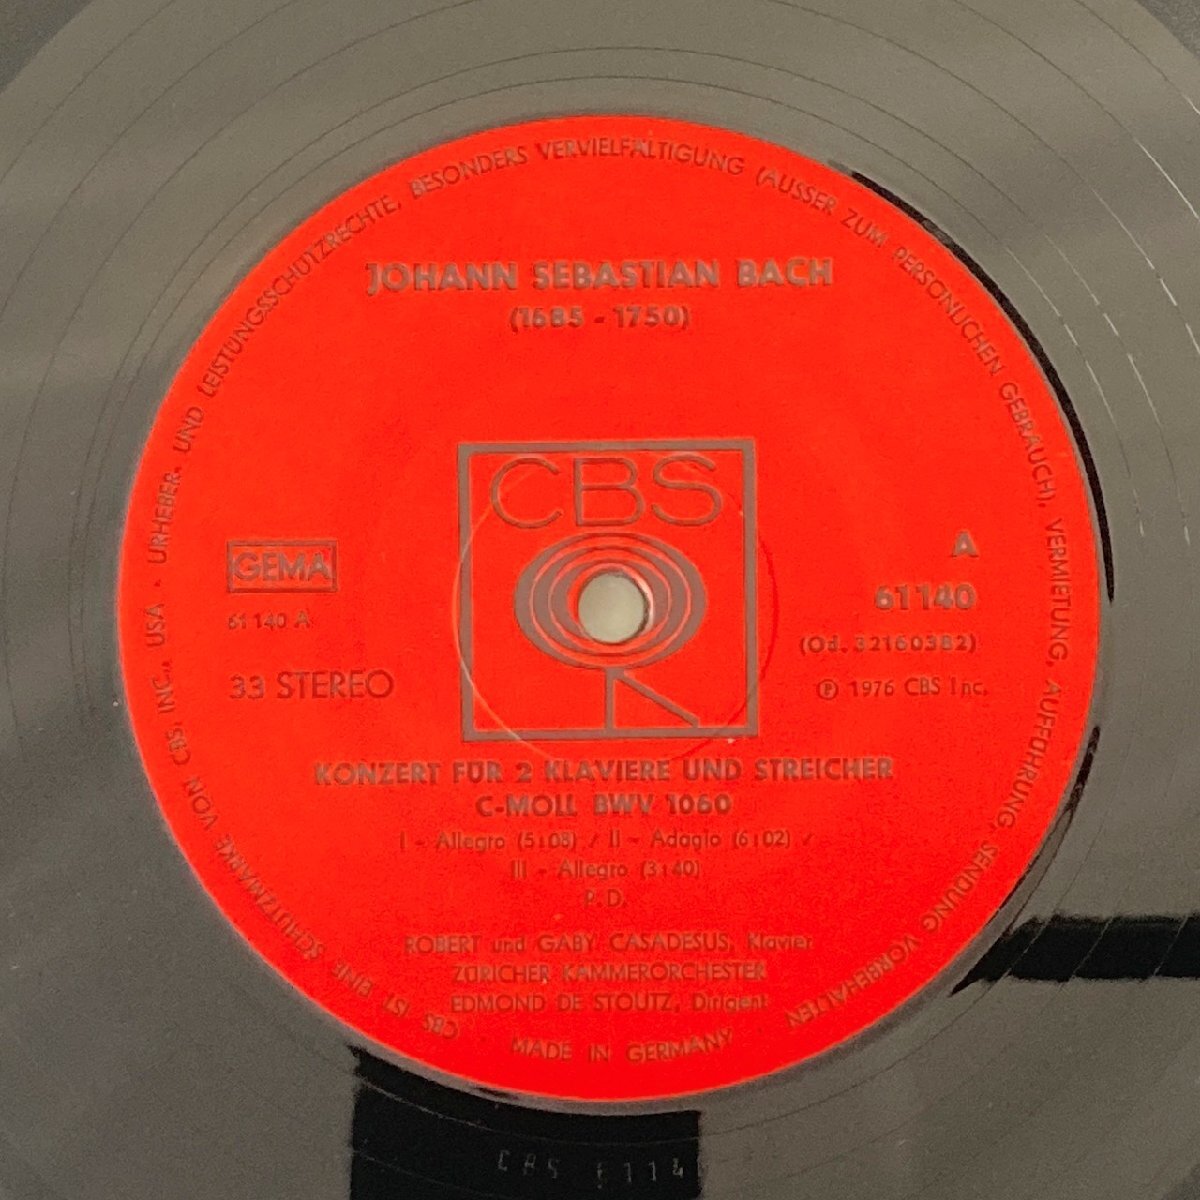 URHEBER- UND LEISTUNGSSCHUTZRECHTE, BESONDERS VERVIELFÄLTIGUNG (AUSSER ZUM PERSÖNLICHEN GEBRAUCH), VERMIETUNG, AUFFÜHRUNG, SENDUNG VORBEHALTEN
JOHANN SEBASTIAN BACH
(1685 - 1750)
CBS
GEMA
61 140 A
33 STEREO
A
61140
(Od. 32160382)
℗ 1976 CBS Inc.
KONZERT FÜR 2 KLAVIERE UND STREICHER
C-MOLL BWV 1060
I - Allegro (5:08) / II - Adagio (6:02) /
III - Allegro (3:40)
P.D.
ROBERT und GABY CASADESUS, Klavier
ZÜRICHER KAMMERORCHESTER
EDMOND DE STOUTZ, Dirigent
MADE IN GERMANY
CBS IST EINE SCHUTZMARKE VON CBS, INC., USA ·
CBS 6114